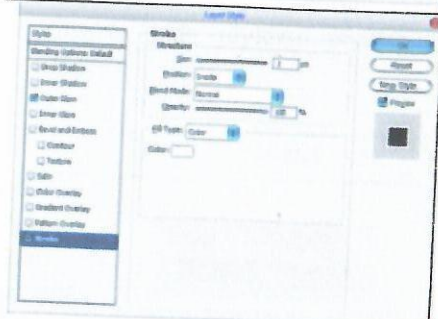 Layer Style
Styles
Blending Options: Default
Drop Shadow
Inner Shadow
Outer Glow
Inner Glow
Bevel and Emboss
Contour
Texture
Satin
Color Overlay
Gradient Overlay
Pattern Overlay
Stroke
Stroke
Structure
Size: px
Position: Inside
Blend Mode: Normal
Opacity: 100 %
Fill Type: Color
Color:
OK
Reset
New Style
Preview